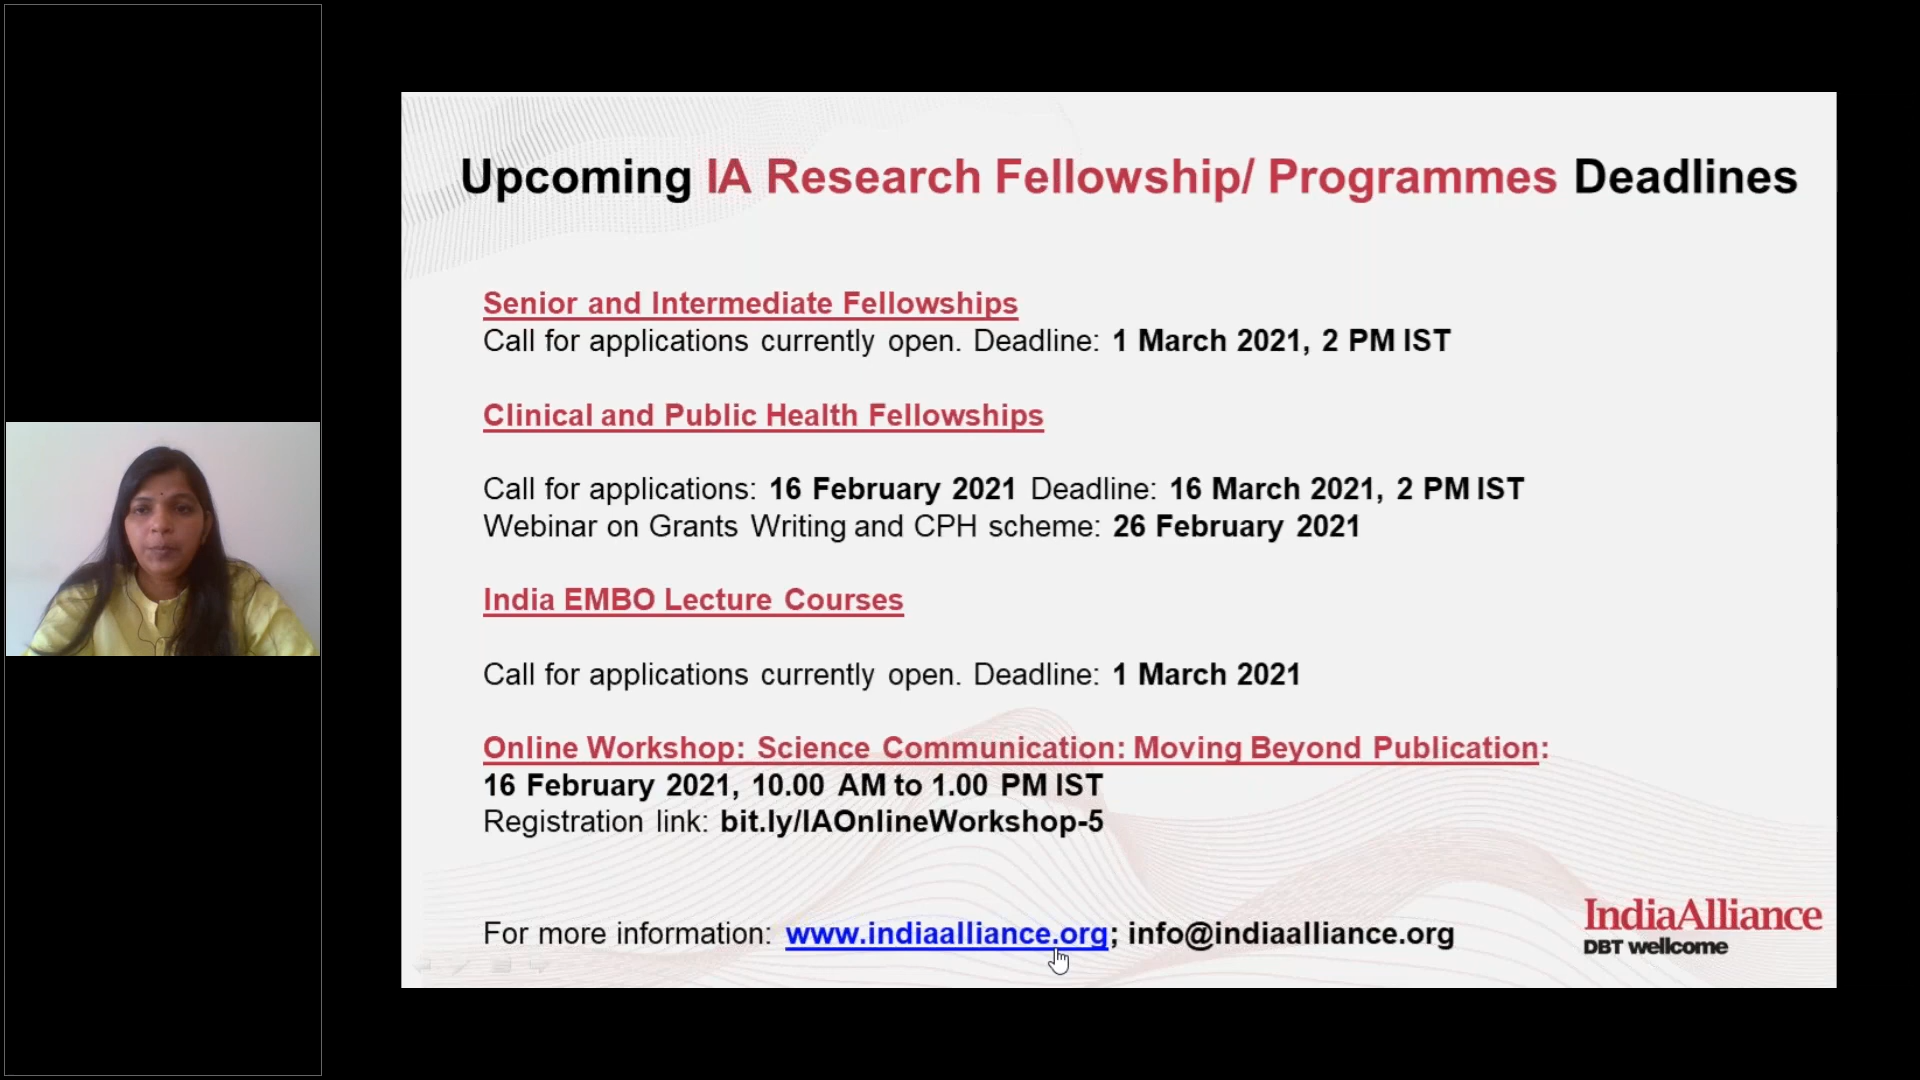 Upcoming IA Research Fellowship/ Programmes Deadlines
Senior and Intermediate Fellowships
Call for applications currently open. Deadline: 1 March 2021, 2 PM IST
Clinical and Public Health Fellowships
Call for applications: 16 February 2021 Deadline: 16 March 2021, 2 PM IST
Webinar on Grants Writing and CPH scheme: 26 February 2021
India EMBO Lecture Courses
Call for applications currently open. Deadline: 1 March 2021
Online Workshop: Science Communication: Moving Beyond Publication:
16 February 2021, 10.00 AM to 1.00 PM IST
Registration link: bit.ly/IAOnlineWorkshop-5
For more information: www.indiaalliance.org; info@indiaalliance.org
IndiaAlliance
DBT wellcome